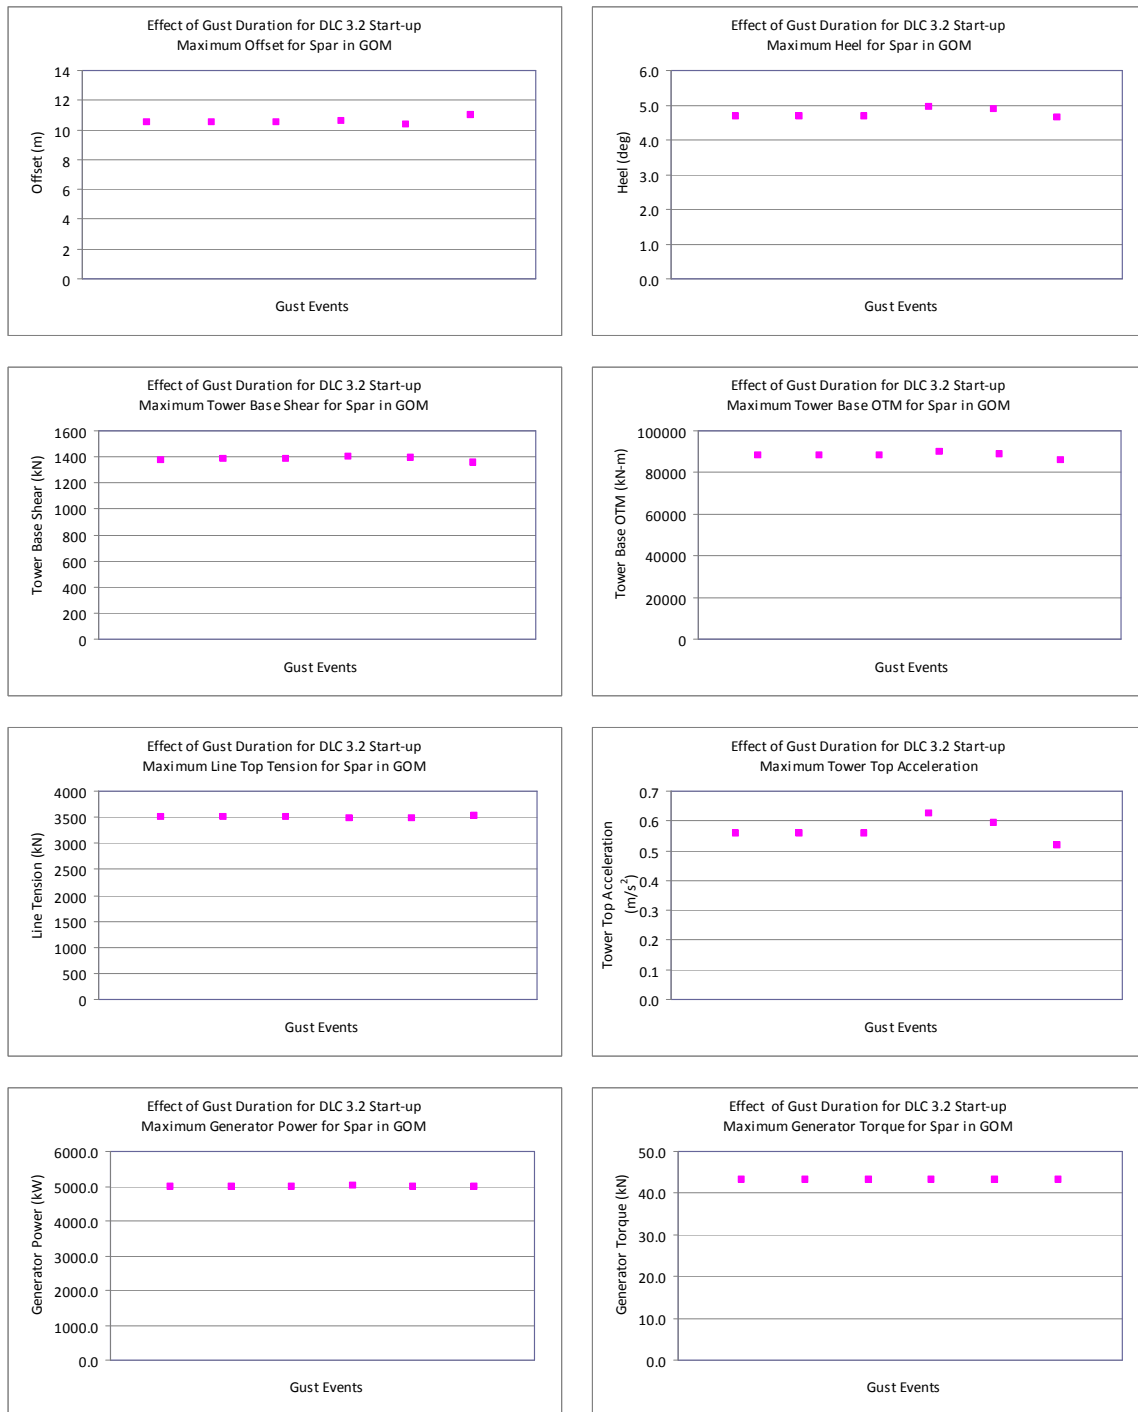 Effect of Gust Duration for DLC 3.2 Start-up
Maximum Offset for Spar in GOM
Offset (m)
14
12
10
8
6
4
2
0
Gust Events
Effect of Gust Duration for DLC 3.2 Start-up
Maximum Heel for Spar in GOM
Heel (deg)
6.0
5.0
4.0
3.0
2.0
1.0
0.0
Gust Events
Effect of Gust Duration for DLC 3.2 Start-up
Maximum Tower Base Shear for Spar in GOM
Tower Base Shear (kN)
1600
1400
1200
1000
800
600
400
200
0
Gust Events
Effect of Gust Duration for DLC 3.2 Start-up
Maximum Tower Base OTM for Spar in GOM
Tower Base OTM (kN-m)
100000
80000
60000
40000
20000
0
Gust Events
Effect of Gust Duration for DLC 3.2 Start-up
Maximum Line Top Tension for Spar in GOM
Line Tension (kN)
4000
3500
3000
2500
2000
1500
1000
500
0
Gust Events
Effect of Gust Duration for DLC 3.2 Start-up
Maximum Tower Top Acceleration
Tower Top Acceleration
(m/s²)
0.7
0.6
0.5
0.4
0.3
0.2
0.1
0.0
Gust Events
Effect of Gust Duration for DLC 3.2 Start-up
Maximum Generator Power for Spar in GOM
Generator Power (kW)
6000.0
5000.0
4000.0
3000.0
2000.0
1000.0
0.0
Gust Events
Effect of Gust Duration for DLC 3.2 Start-up
Maximum Generator Torque for Spar in GOM
Generator Torque (kN)
50.0
40.0
30.0
20.0
10.0
0.0
Gust Events